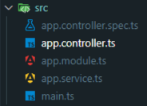 src
app.controller.spec.ts
app.controller.ts
app.module.ts
app.service.ts
main.ts